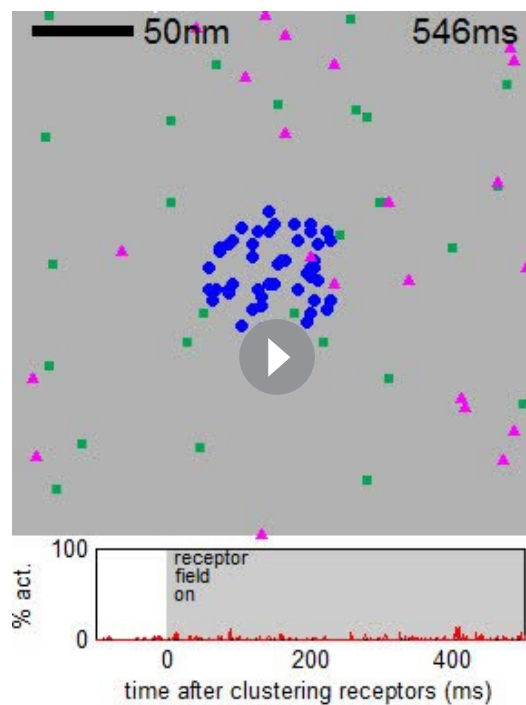 50nm 546ms
100
receptor
field
on
% act.
0
0 200 400
time after clustering receptors (ms)